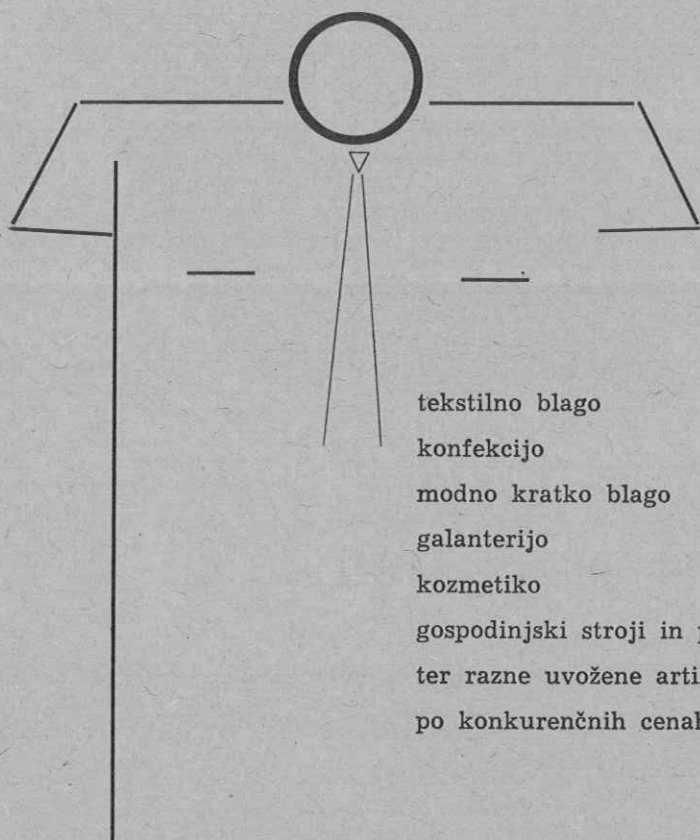 tekstilno blago
konfekcijo
modno kratko blago
galanterijo
kozmetiko
gospodinjski stroji in
ter razne uvožene
po konkurenčnih